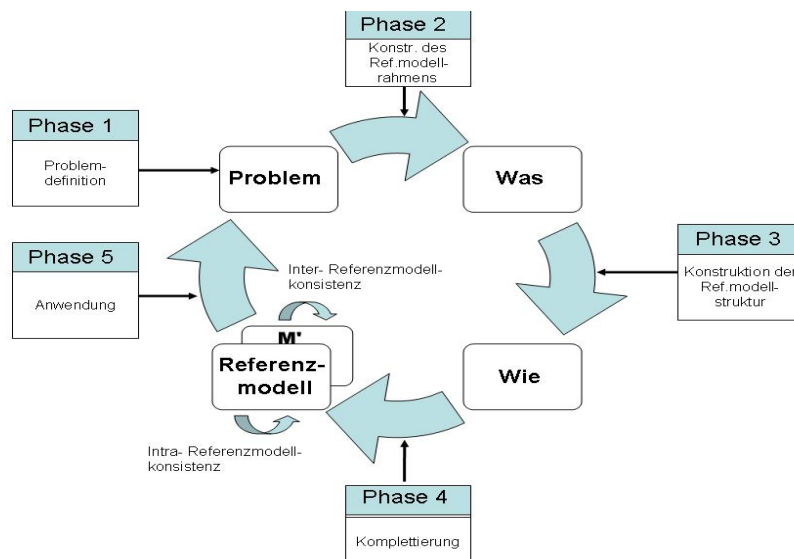 Phase 2
Konstr. des
Ref.modell-
rahmens
Phase 1
Problem-
definition
Problem
Was
Phase 3
Konstruktion der
Ref.modell-
struktur
Phase 5
Anwendung
Inter- Referenzmodell-
konsistenz
M'
Referenz-
modell
Wie
Intra- Referenzmodell-
konsistenz
Phase 4
Komplettierung